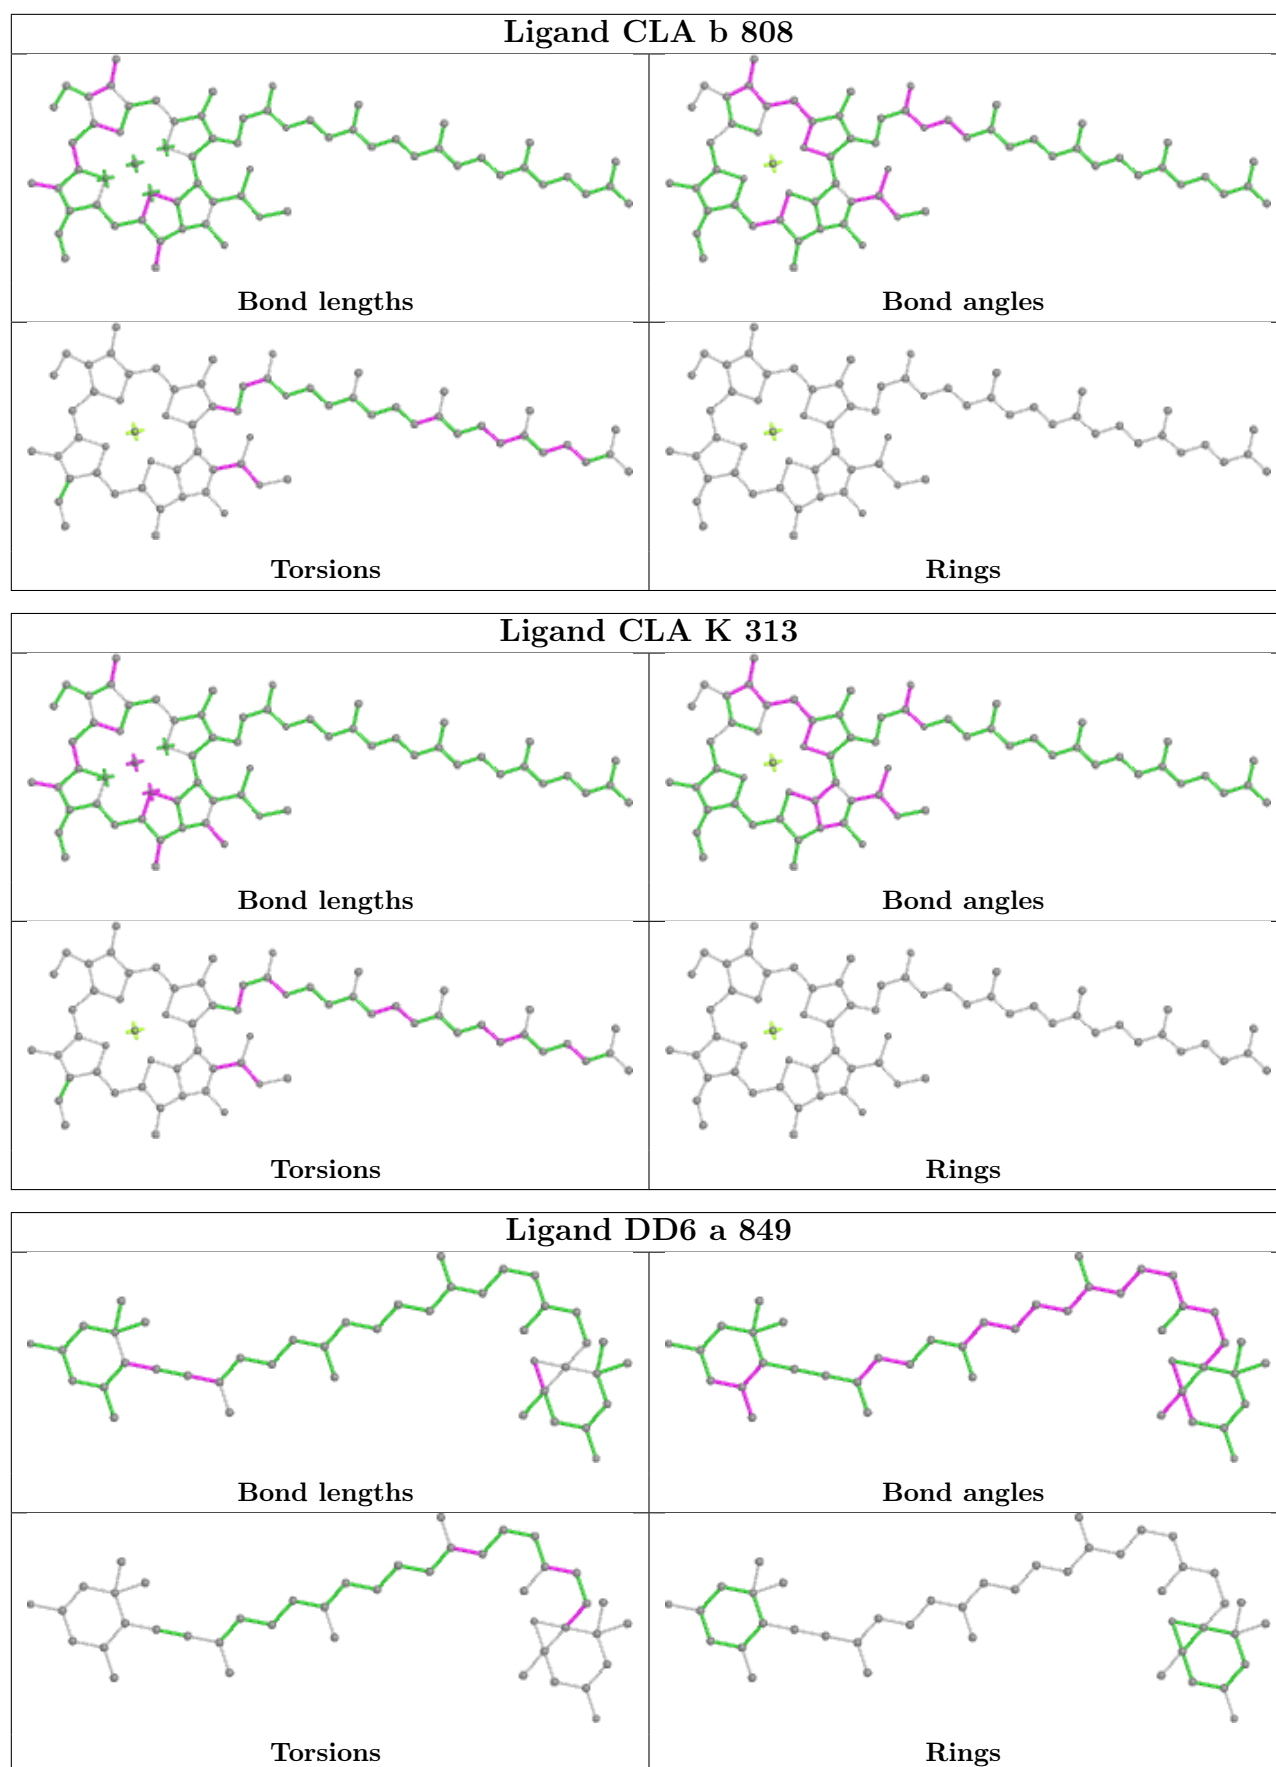 Ligand CLA b 808
Bond lengths
Bond angles
Torsions
Rings
Ligand CLA K 313
Bond lengths
Bond angles
Torsions
Rings
Ligand DD6 a 849
Bond lengths
Bond angles
Torsions
Rings